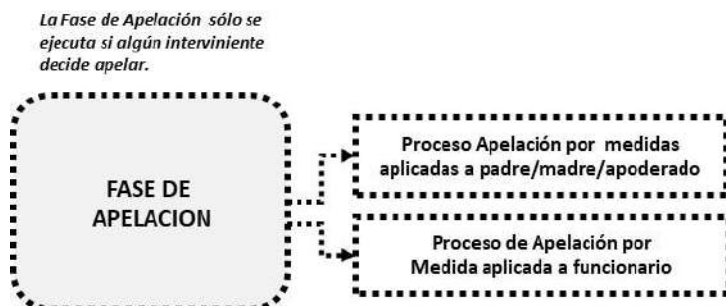 La Fase de Apelación sólo se
ejecuta si algún interviniente
decide apelar.
FASE DE
APELACION
Proceso Apelación por medidas
aplicadas a padre/madre/apoderado
Proceso de Apelación por
Medida aplicada a funcionario